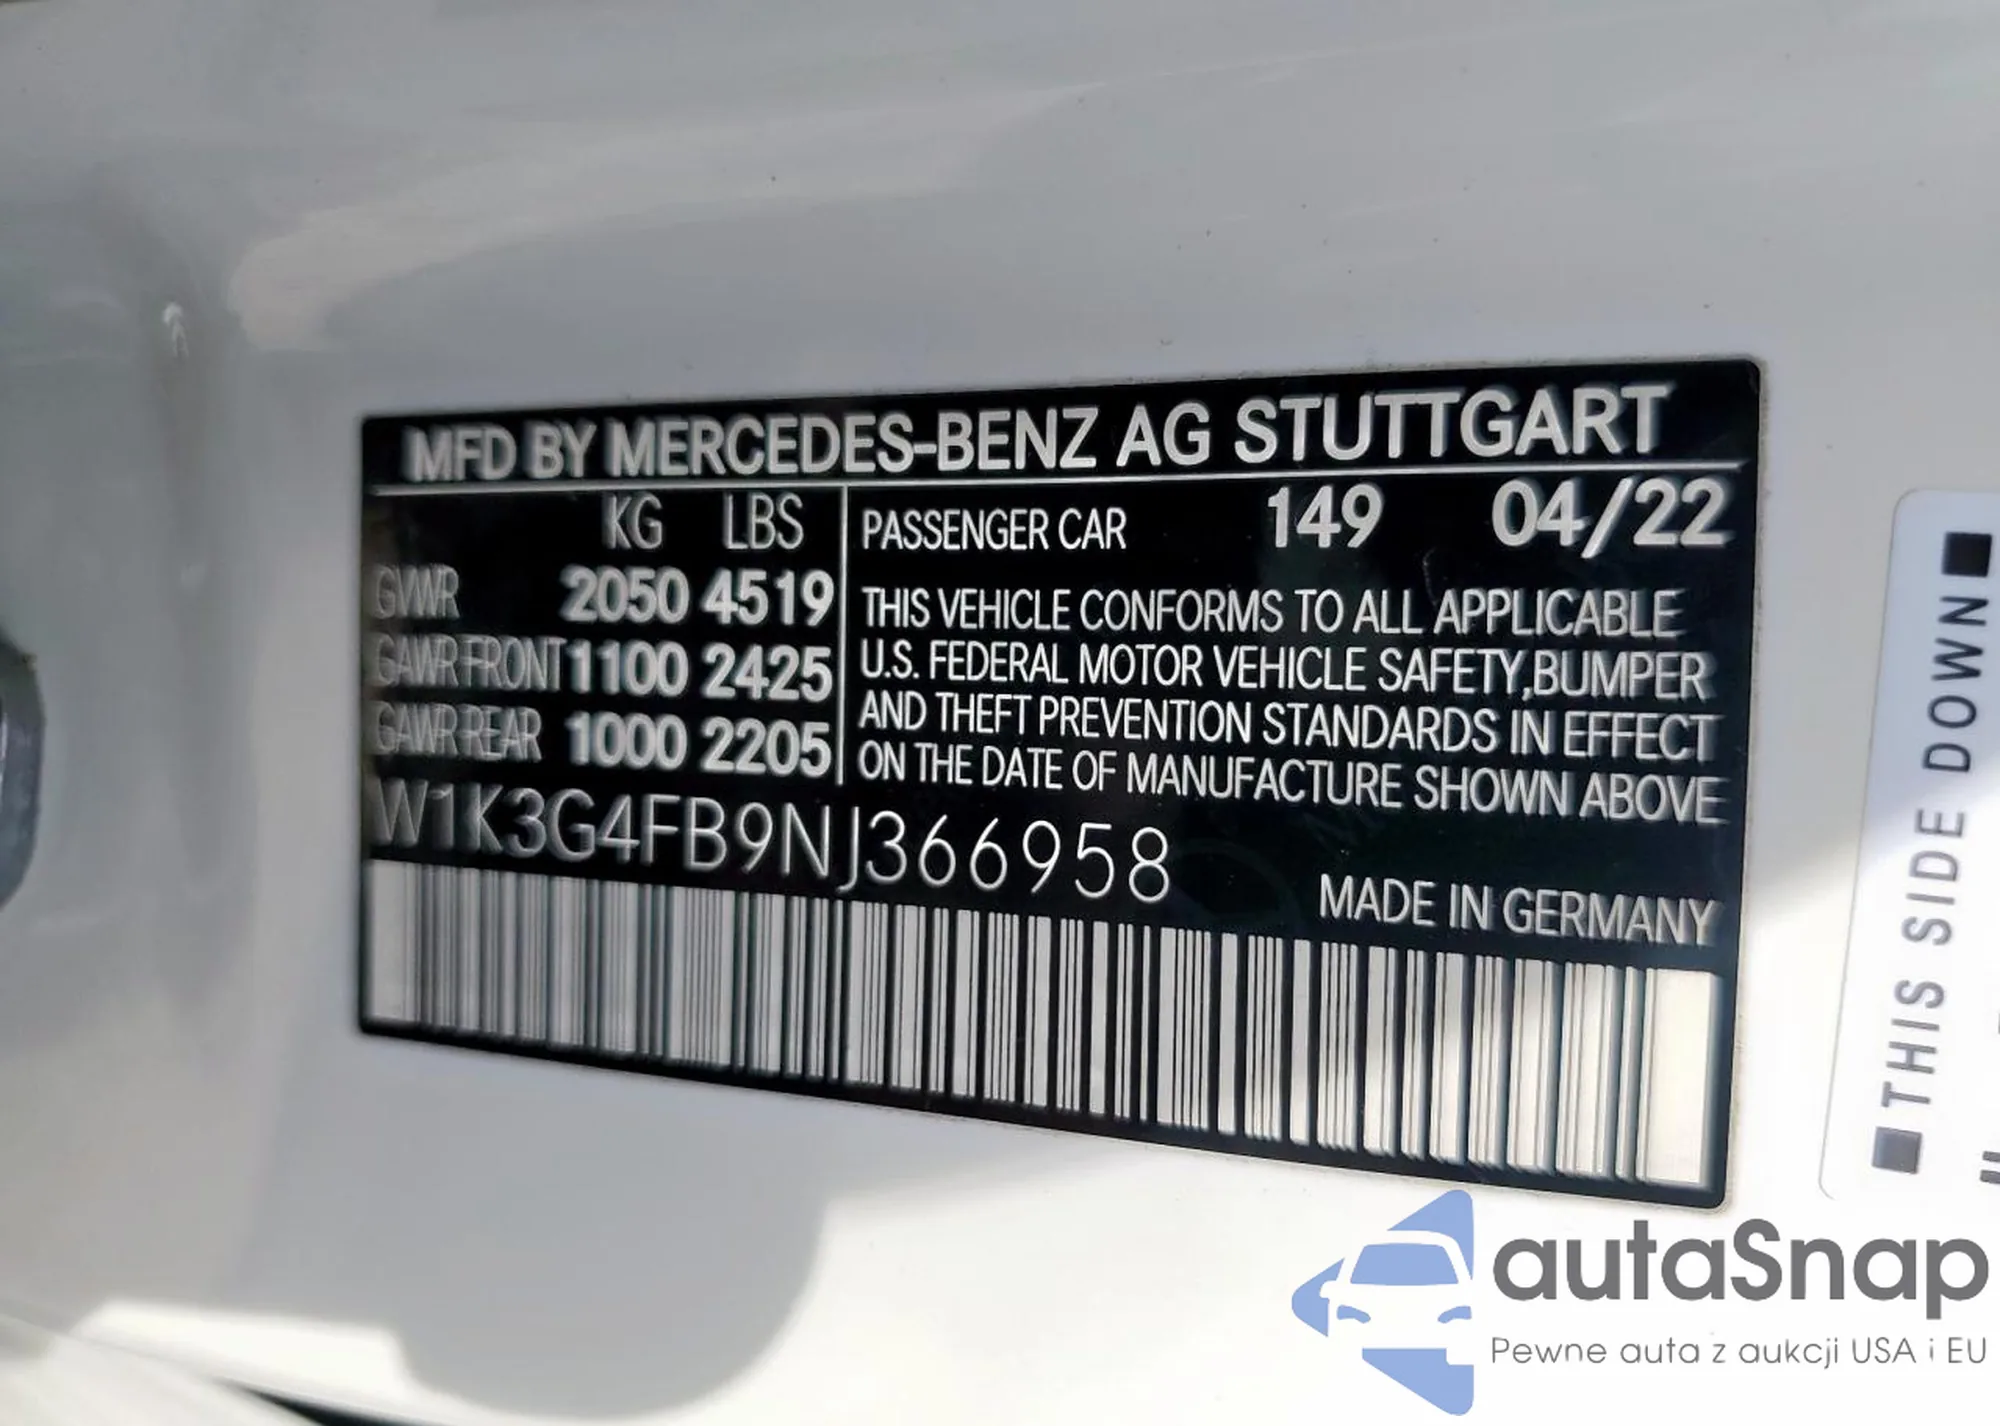 MFD BY MERCEDES-BENZ AG STUTTGART
KG LBS
GVWR 2050 4519
GAWR FRONT 1100 2425
GAWR REAR 1000 2205
PASSENGER CAR 149 04/22
THIS VEHICLE CONFORMS TO ALL APPLICABLE
U.S. FEDERAL MOTOR VEHICLE SAFETY,BUMPER
AND THEFT PREVENTION STANDARDS IN EFFECT
ON THE DATE OF MANUFACTURE SHOWN ABOVE
W1K3G4FB9NJ366958
MADE IN GERMANY
■THIS SIDE DOWN■
autaSnap
Pewne auta z aukcji USA i EU